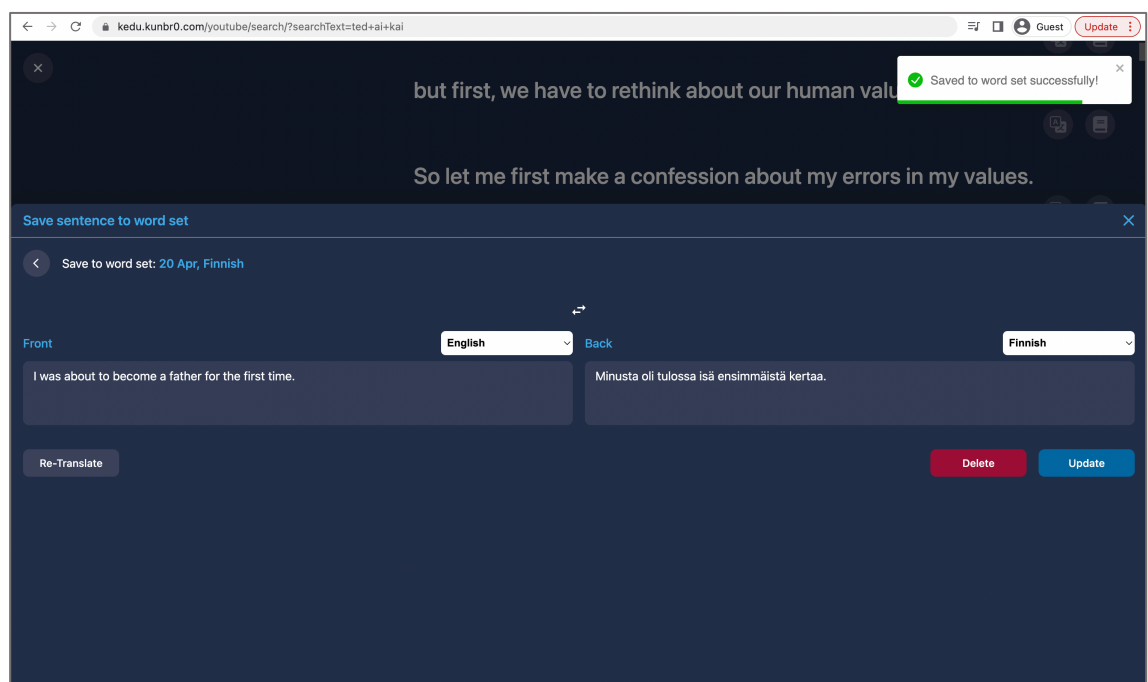 kedu.kunbr0.com/youtube/search/?searchText=ted+ai+kai
Guest
Update
Saved to word set successfully!
but first, we have to rethink about our human valu
So let me first make a confession about my errors in my values.
Save sentence to word set
Save to word set: 20 Apr, Finnish
Front
English
Back
Finnish
I was about to become a father for the first time.
Minusta oli tulossa isä ensimmäistä kertaa.
Re-Translate
Delete
Update